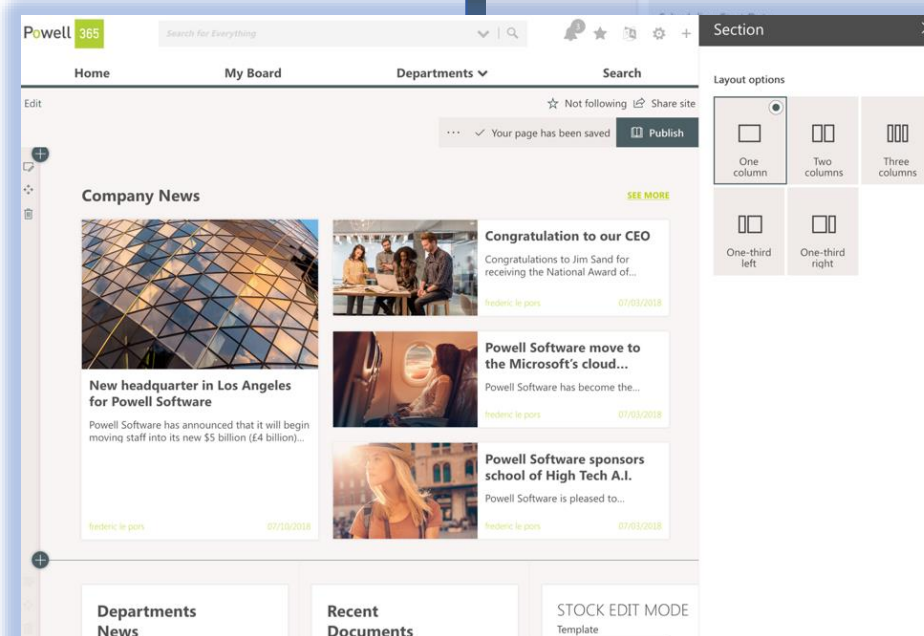 Powell 365
Search for Everything
3
Section
Home
My Board
Departments
Search
Edit
Not following
Share site
Your page has been saved
Publish
Layout options
One
column
Two
columns
Three
columns
One-third
left
One-third
right
Company News
SEE MORE
New headquarter in Los Angeles
for Powell Software
Powell Software has announced that it will begin
moving staff into its new $5 billion (£4 billion)...
frederic le pors
07/10/2018
Congratulation to our CEO
Congratulations to Jim Sand for
receiving the National Award of...
frederic le pors
07/03/2018
Powell Software move to
the Microsoft's cloud...
Powell Software has become the...
frederic le pors
07/03/2018
Powell Software sponsors
school of High Tech A.I.
Powell Software is pleased to...
frederic le pors
07/03/2018
Departments
News
Recent
Documents
STOCK EDIT MODE
Template